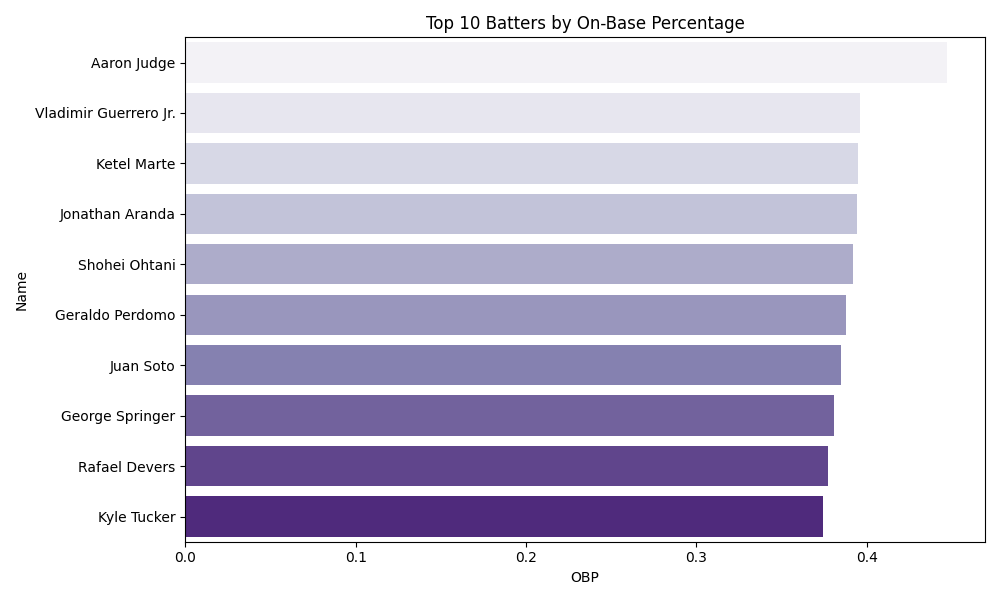 Top 10 Batters by On-Base Percentage
Aaron Judge
Vladimir Guerrero Jr.
Ketel Marte
Jonathan Aranda
Shohei Ohtani
Geraldo Perdomo
Juan Soto
George Springer
Rafael Devers
Kyle Tucker
Name
0.0 0.1 0.2 0.3 0.4
OBP